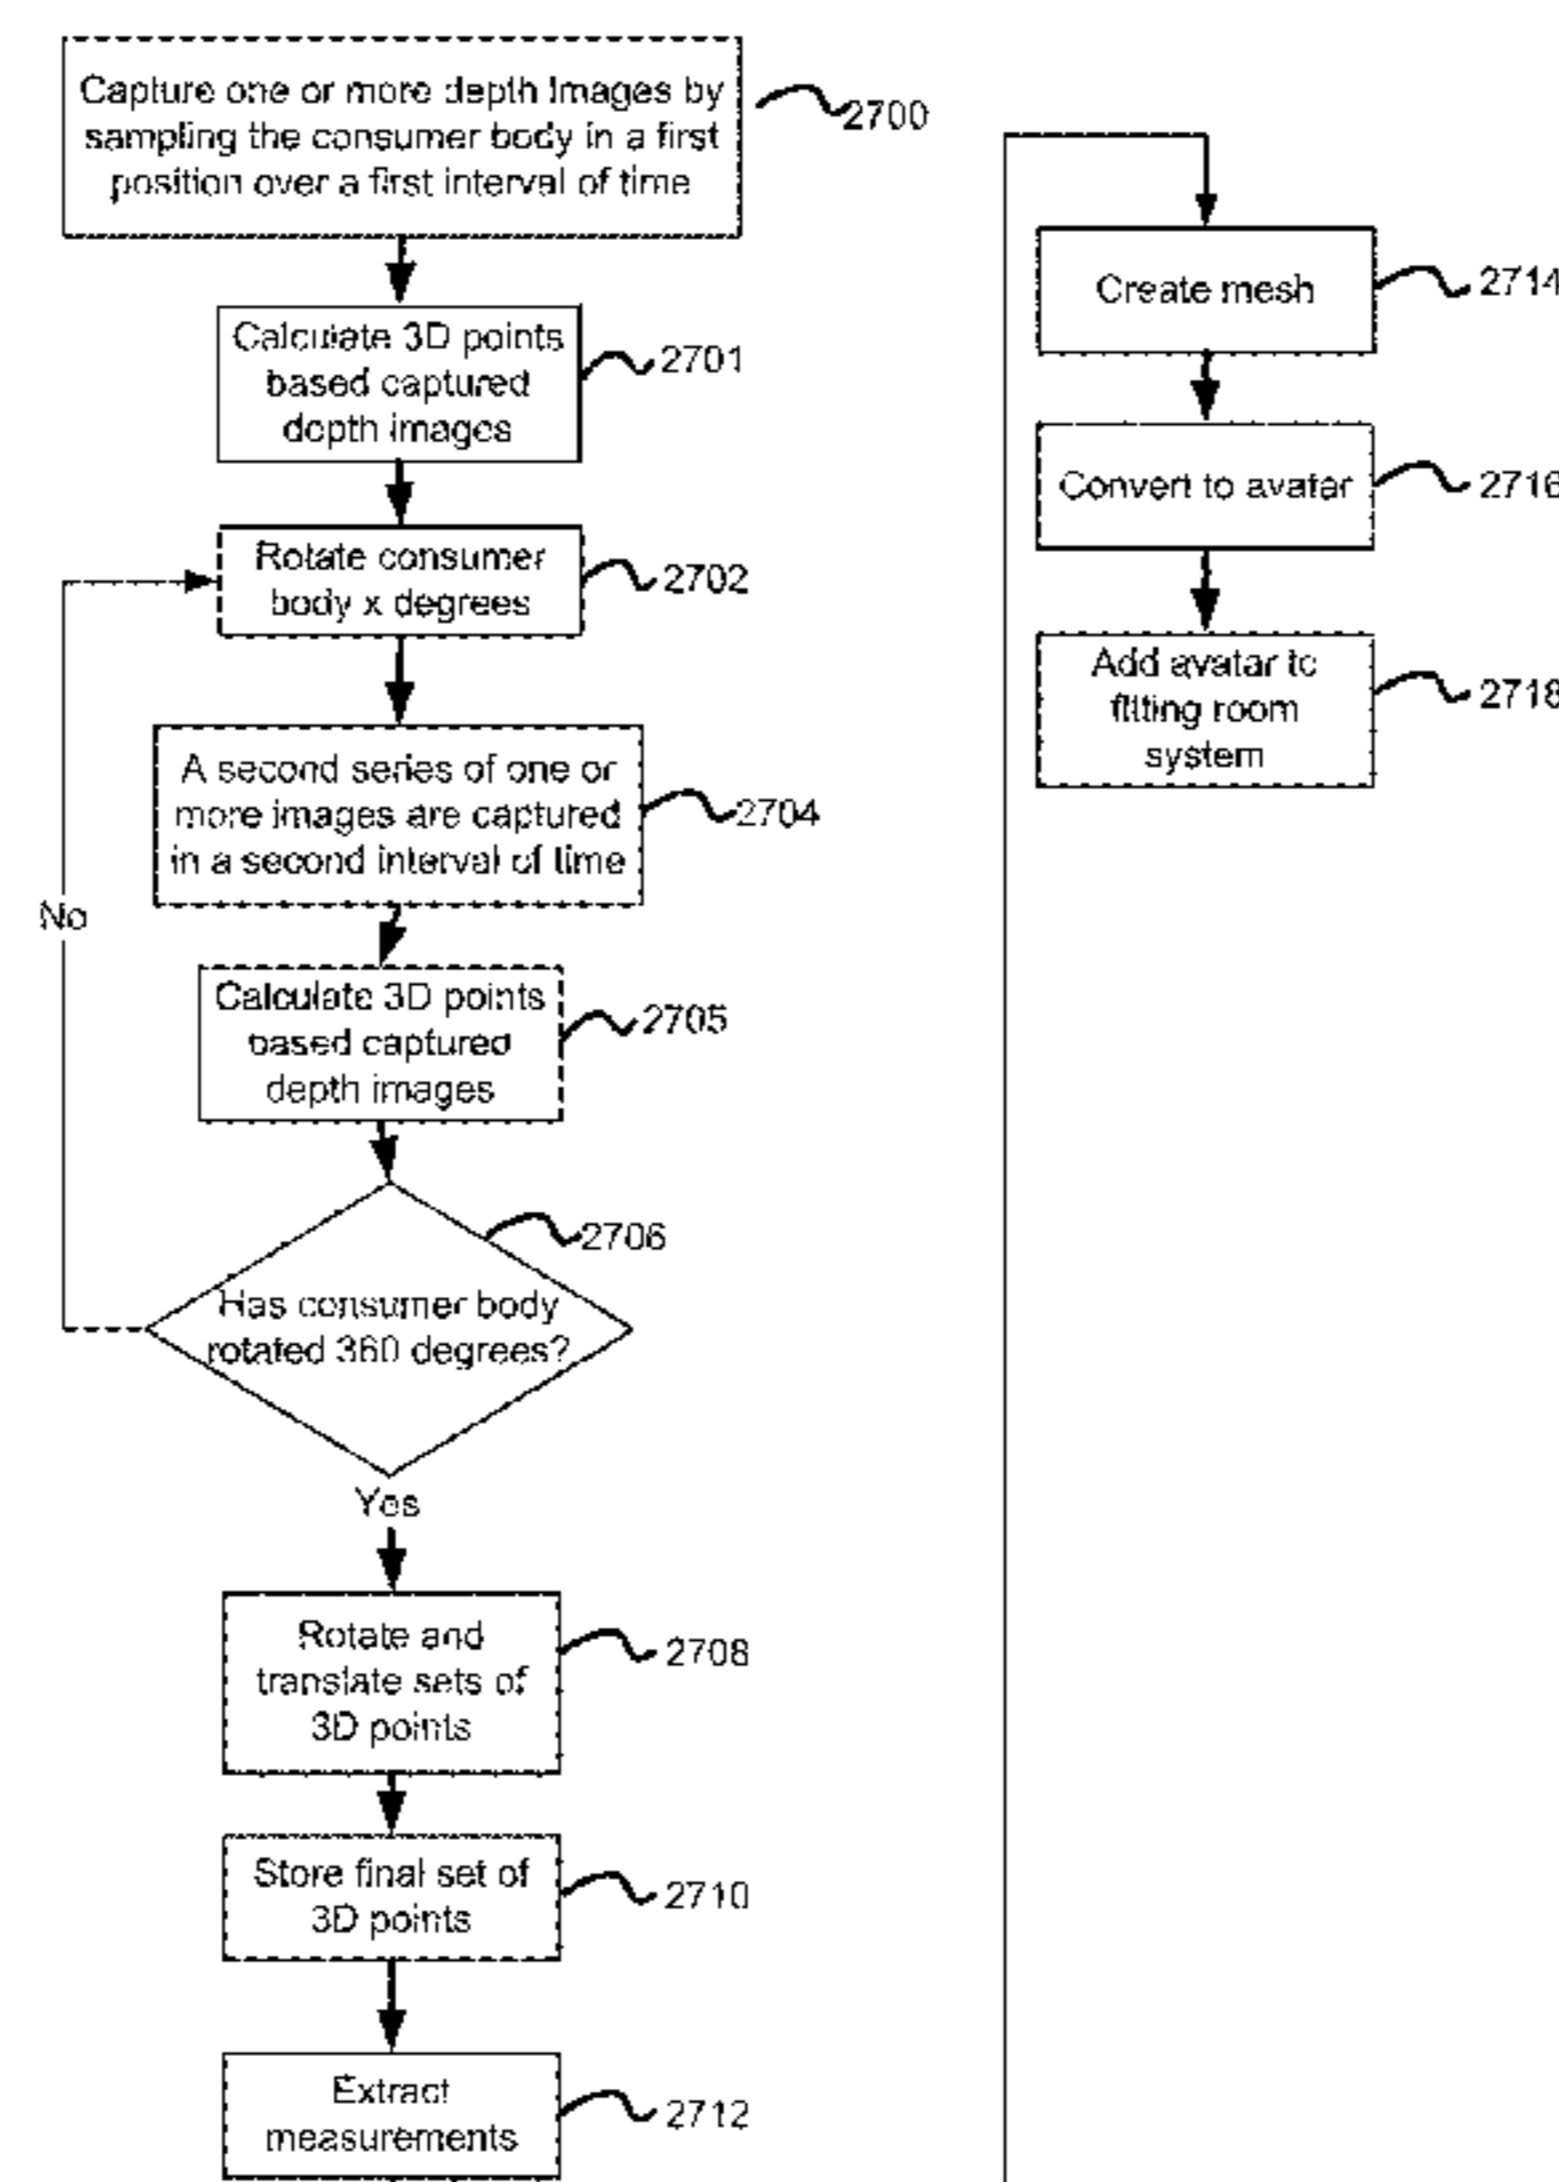 Capture one or more depth Images by
sampling the consumer body in a first
position over a first interval of time
2700
Calculate 3D points
based captured
depth images
2701
Rotate consumer
body x degrees
2702
A second series of one or
more images are captured
in a second interval of time
2704
No
Calculate 3D points
based captured
depth images
2705
2706
Has consumer body
rotated 360 degrees?
Yes
Rotate and
translate sets of
3D points
2708
Store final set of
3D points
2710
Extract
measurements
2712
Create mesh
2714
Convert to avatar
2716
Add avatar to
fitting room
system
2718